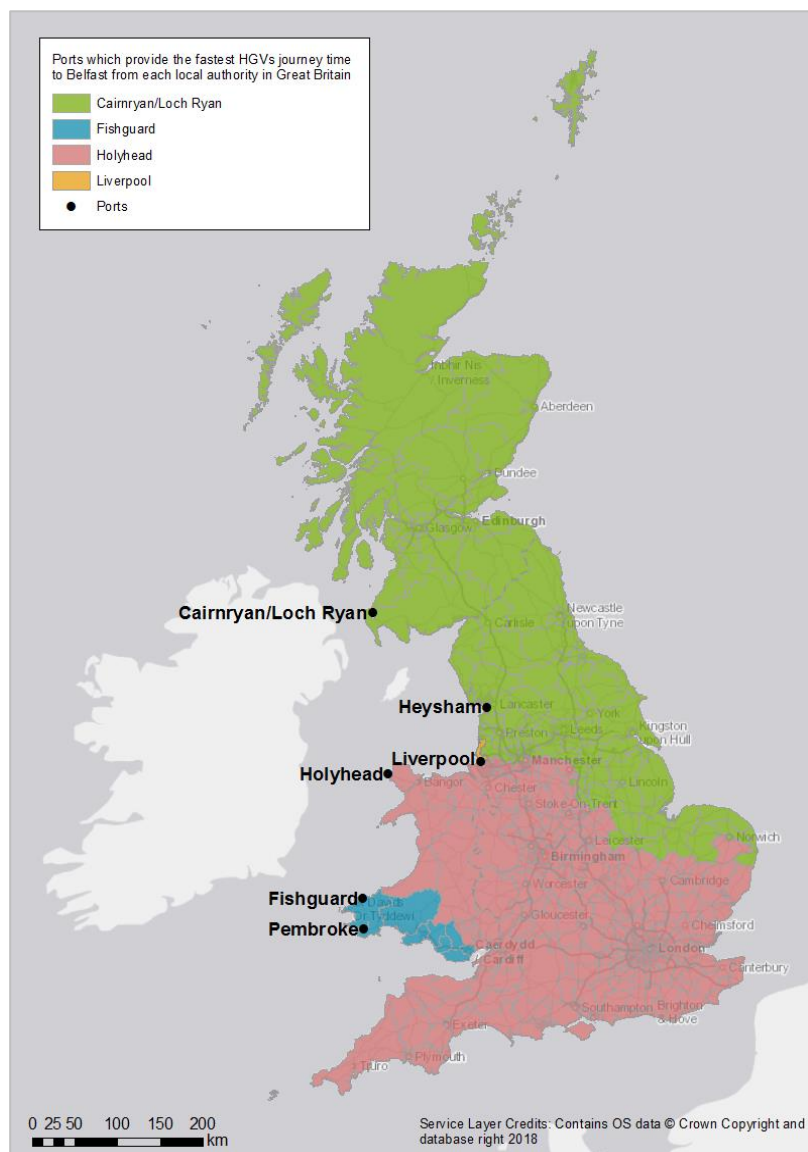 Ports which provide the fastest HGVs journey time
to Belfast from each local authority in Great Britain
Cairnryan/Loch Ryan
Fishguard
Holyhead
Liverpool
Ports
Inbhir Nis
Inverness
Aberdeen
Dundee
Edinburgh
Glasgow
Cairnryan/Loch Ryan
Newcastle
upon Tyne
Carlisle
Heysham
Lancaster
York
Preston
Leeds
Kingston
upon Hull
Liverpool
Manchester
Holyhead
Bangor
Chester
Lincoln
Stoke-On-Trent
Norwich
Leicester
Birmingham
Cambridge
Worcester
Fishguard
St Davids
Tyddewi
Pembroke
Gloucester
Chelmsford
Caerdydd
Cardiff
London
Canterbury
Southampton
Brighton
& Hove
Exeter
Plymouth
Truro
0 25 50 100 150 200
km
Service Layer Credits: Contains OS data © Crown Copyright and
database right 2018